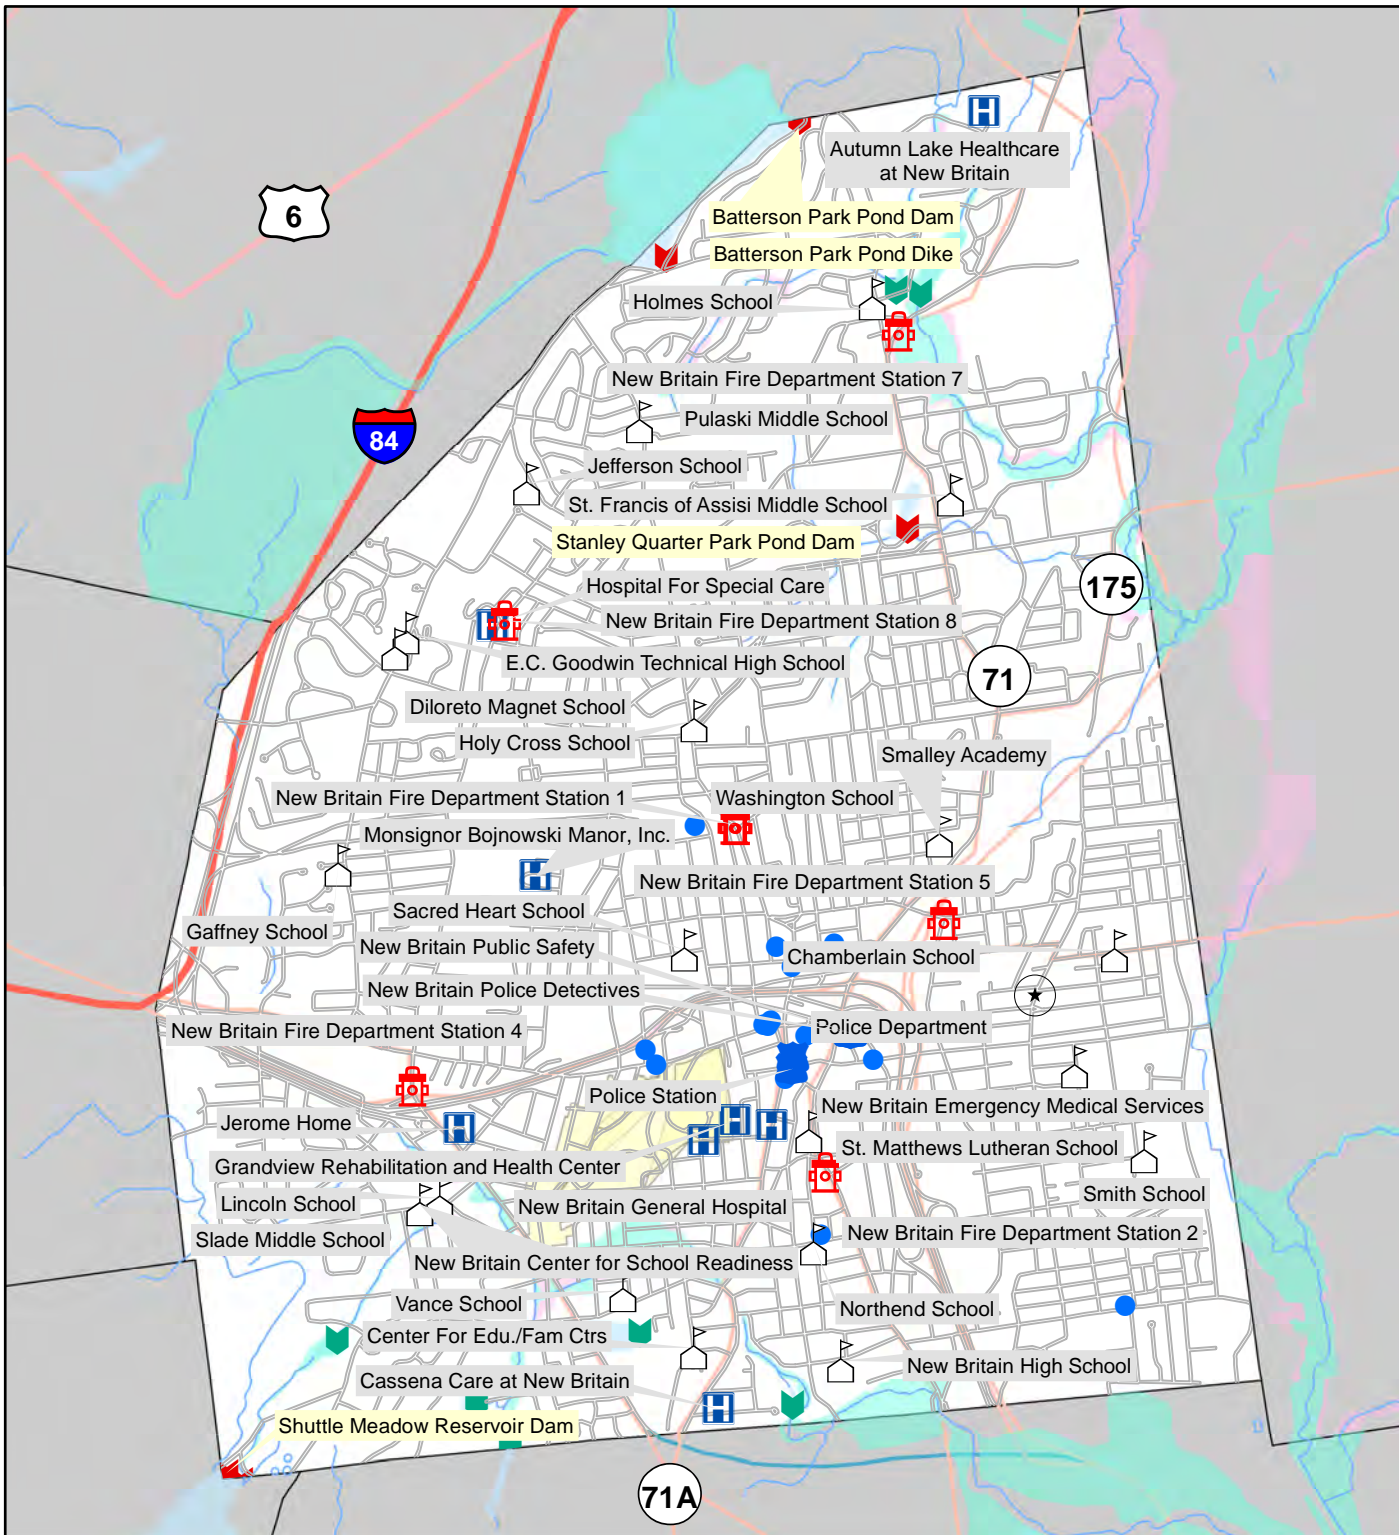 Autumn Lake Healthcare
at New Britain
6
Batterson Park Pond Dam
Batterson Park Pond Dike
Holmes School
New Britain Fire Department Station 7
Pulaski Middle School
84
Jefferson School
St. Francis of Assisi Middle School
Stanley Quarter Park Pond Dam
175
Hospital For Special Care
New Britain Fire Department Station 8
E.C. Goodwin Technical High School
71
Diloreto Magnet School
Holy Cross School
Smalley Academy
New Britain Fire Department Station 1
Washington School
Monsignor Bojnowski Manor, Inc.
New Britain Fire Department Station 5
Sacred Heart School
Gaffney School
New Britain Public Safety
Chamberlain School
New Britain Police Detectives
New Britain Fire Department Station 4
Police Department
Police Station
New Britain Emergency Medical Services
Jerome Home
St. Matthews Lutheran School
Grandview Rehabilitation and Health Center
Smith School
Lincoln School
New Britain General Hospital
Slade Middle School
New Britain Fire Department Station 2
New Britain Center for School Readiness
Vance School
Northend School
Center For Edu./Fam Ctrs
New Britain High School
Cassena Care at New Britain
Shuttle Meadow Reservoir Dam
71A
H
H
H
H
H
H
H
H